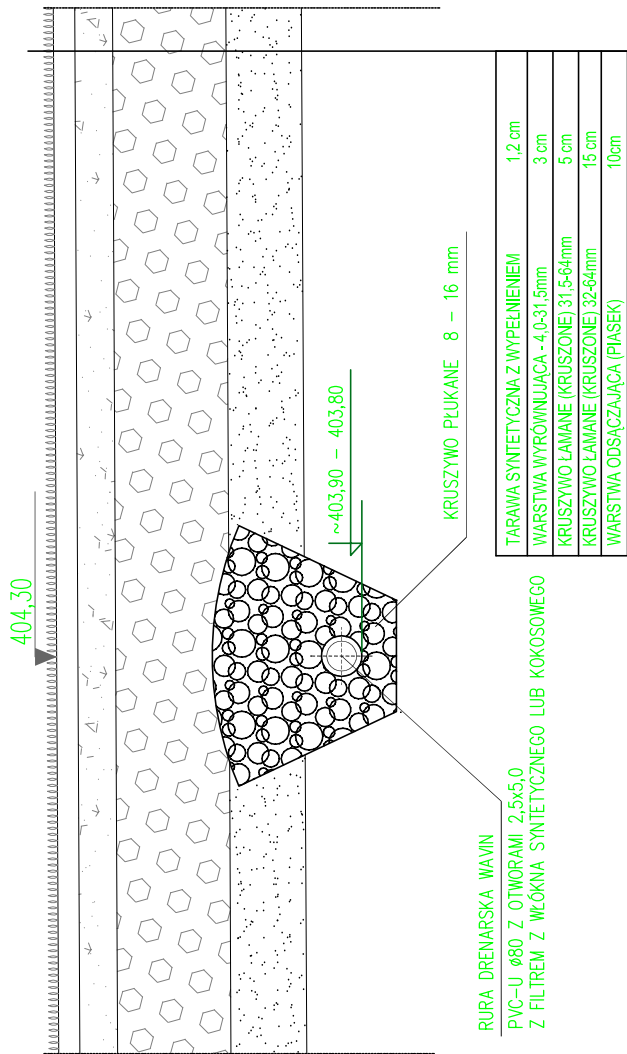 404,30
~403,90 - 403,80
KRUSZYWO PŁUKANE 8 - 16 mm
RURA DRENARSKA WAVIN
PVC-U ø80 Z OTWORAMI 2,5x5,0
Z FILTREM Z WŁÓKNA SYNTETYCZNEGO LUB KOKOSOWEGO
TARAWA SYNTETYCZNA Z WYPEŁNIENIEM 1,2 cm
WARSTWA WYRÓWNUJĄCA - 4,0-31,5mm 3 cm
KRUSZYWO ŁAMANE (KRUSZONE) 31,5-64mm 5 cm
KRUSZYWO ŁAMANE (KRUSZONE) 32-64mm 15 cm
WARSTWA ODSĄCZAJĄCA (PIASEK) 10cm